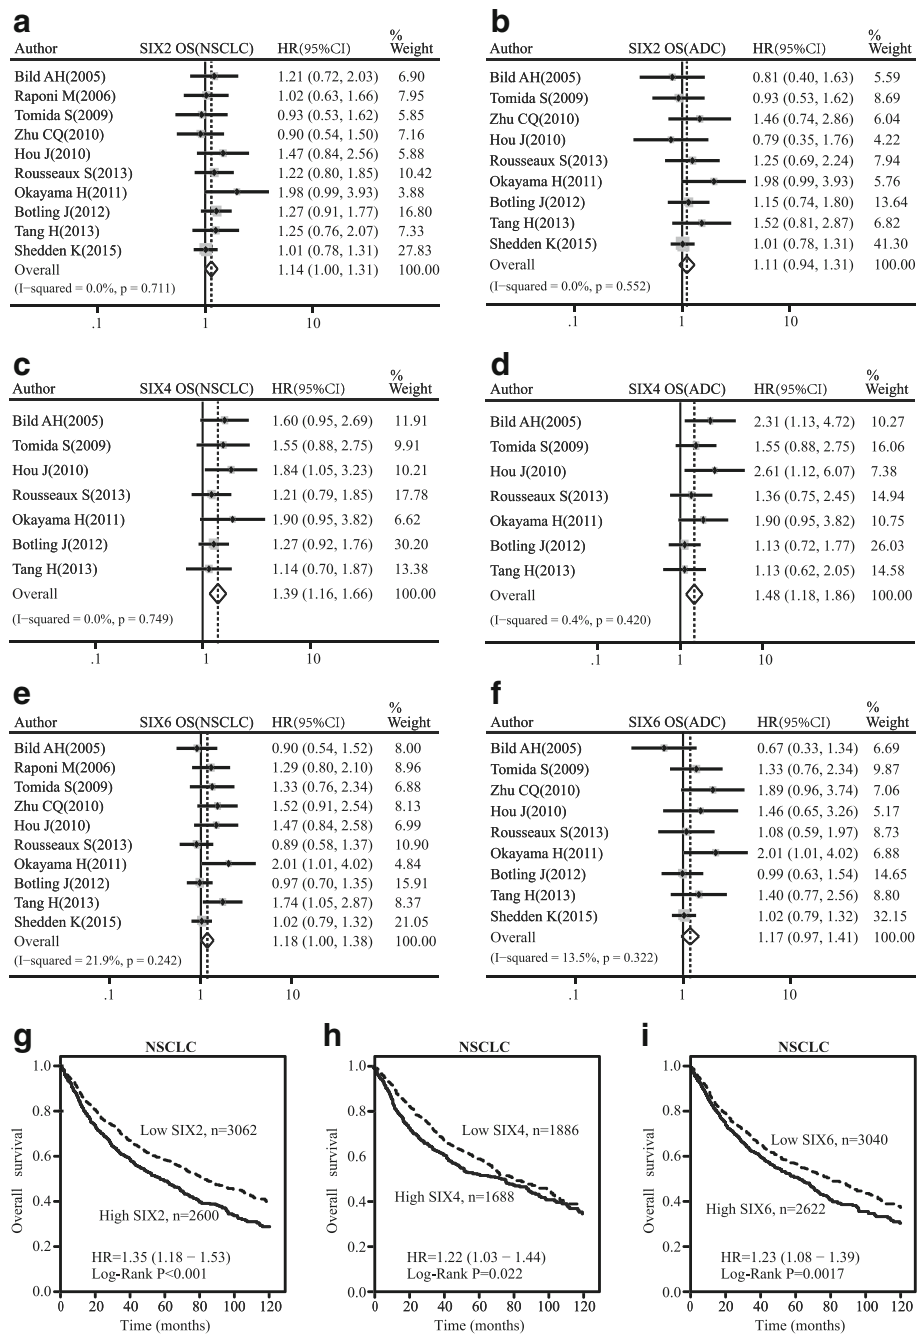 a
%
Author SIX2 OS(NSCLC) HR(95%CI) Weight
Bild AH(2005) 1.21 (0.72, 2.03) 6.90
Raponi M(2006) 1.02 (0.63, 1.66) 7.95
Tomida S(2009) 0.93 (0.53, 1.62) 5.85
Zhu CQ(2010) 0.90 (0.54, 1.50) 7.16
Hou J(2010) 1.47 (0.84, 2.56) 5.88
Rousseaux S(2013) 1.22 (0.80, 1.85) 10.42
Okayama H(2011) 1.98 (0.99, 3.93) 3.88
Botling J(2012) 1.27 (0.91, 1.77) 16.80
Tang H(2013) 1.25 (0.76, 2.07) 7.33
Shedden K(2015) 1.01 (0.78, 1.31) 27.83
Overall 1.14 (1.00, 1.31) 100.00
(I−squared = 0.0%, p = 0.711)
.1 1 10
b
%
Author SIX2 OS(ADC) HR(95%CI) Weight
Bild AH(2005) 0.81 (0.40, 1.63) 5.59
Tomida S(2009) 0.93 (0.53, 1.62) 8.69
Zhu CQ(2010) 1.46 (0.74, 2.86) 6.04
Hou J(2010) 0.79 (0.35, 1.76) 4.22
Rousseaux S(2013) 1.25 (0.69, 2.24) 7.94
Okayama H(2011) 1.98 (0.99, 3.93) 5.76
Botling J(2012) 1.15 (0.74, 1.80) 13.64
Tang H(2013) 1.52 (0.81, 2.87) 6.82
Shedden K(2015) 1.01 (0.78, 1.31) 41.30
Overall 1.11 (0.94, 1.31) 100.00
(I−squared = 0.0%, p = 0.552)
.1 1 10
c
%
Author SIX4 OS(NSCLC) HR(95%CI) Weight
Bild AH(2005) 1.60 (0.95, 2.69) 11.91
Tomida S(2009) 1.55 (0.88, 2.75) 9.91
Hou J(2010) 1.84 (1.05, 3.23) 10.21
Rousseaux S(2013) 1.21 (0.79, 1.85) 17.78
Okayama H(2011) 1.90 (0.95, 3.82) 6.62
Botling J(2012) 1.27 (0.92, 1.76) 30.20
Tang H(2013) 1.14 (0.70, 1.87) 13.38
Overall 1.39 (1.16, 1.66) 100.00
(I−squared = 0.0%, p = 0.749)
.1 1 10
d
%
Author SIX4 OS(ADC) HR(95%CI) Weight
Bild AH(2005) 2.31 (1.13, 4.72) 10.27
Tomida S(2009) 1.55 (0.88, 2.75) 16.06
Hou J(2010) 2.61 (1.12, 6.07) 7.38
Rousseaux S(2013) 1.36 (0.75, 2.45) 14.94
Okayama H(2011) 1.90 (0.95, 3.82) 10.75
Botling J(2012) 1.13 (0.72, 1.77) 26.03
Tang H(2013) 1.13 (0.62, 2.05) 14.58
Overall 1.48 (1.18, 1.86) 100.00
(I−squared = 0.4%, p = 0.420)
.1 1 10
e
%
Author SIX6 OS(NSCLC) HR(95%CI) Weight
Bild AH(2005) 0.90 (0.54, 1.52) 8.00
Raponi M(2006) 1.29 (0.80, 2.10) 8.96
Tomida S(2009) 1.33 (0.76, 2.34) 6.88
Zhu CQ(2010) 1.52 (0.91, 2.54) 8.13
Hou J(2010) 1.47 (0.84, 2.58) 6.99
Rousseaux S(2013) 0.89 (0.58, 1.37) 10.90
Okayama H(2011) 2.01 (1.01, 4.02) 4.84
Botling J(2012) 0.97 (0.70, 1.35) 15.91
Tang H(2013) 1.74 (1.05, 2.87) 8.37
Shedden K(2015) 1.02 (0.79, 1.32) 21.05
Overall 1.18 (1.00, 1.38) 100.00
(I−squared = 21.9%, p = 0.242)
.1 1 10
f
%
Author SIX6 OS(ADC) HR(95%CI) Weight
Bild AH(2005) 0.67 (0.33, 1.34) 6.69
Tomida S(2009) 1.33 (0.76, 2.34) 9.87
Zhu CQ(2010) 1.89 (0.96, 3.74) 7.06
Hou J(2010) 1.46 (0.65, 3.26) 5.17
Rousseaux S(2013) 1.08 (0.59, 1.97) 8.73
Okayama H(2011) 2.01 (1.01, 4.02) 6.88
Botling J(2012) 0.99 (0.63, 1.54) 14.65
Tang H(2013) 1.40 (0.77, 2.56) 8.80
Shedden K(2015) 1.02 (0.79, 1.32) 32.15
Overall 1.17 (0.97, 1.41) 100.00
(I−squared = 13.5%, p = 0.322)
.1 1 10
g
NSCLC
Overall survival
1.0
0.8
0.6
0.4
0.2
0.0
Low SIX2, n=3062
High SIX2, n=2600
HR=1.35 (1.18 − 1.53)
Log-Rank P<0.001
0 20 40 60 80 100 120
Time (months)
h
NSCLC
Overall survival
1.0
0.8
0.6
0.4
0.2
0.0
Low SIX4, n=1886
High SIX4, n=1688
HR=1.22 (1.03 − 1.44)
Log-Rank P=0.022
0 20 40 60 80 100 120
Time (months)
i
NSCLC
Overall survival
1.0
0.8
0.6
0.4
0.2
0.0
Low SIX6, n=3040
High SIX6, n=2622
HR=1.23 (1.08 − 1.39)
Log-Rank P=0.0017
0 20 40 60 80 100 120
Time (months)